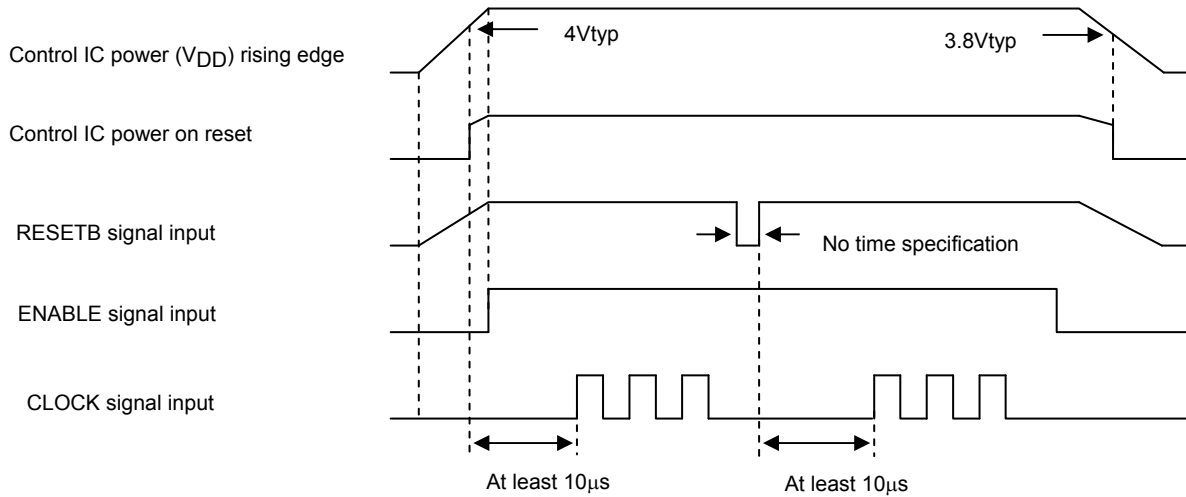 4Vtyp
3.8Vtyp
Control IC power (VDD) rising edge
Control IC power on reset
RESETB signal input
No time specification
ENABLE signal input
CLOCK signal input
At least 10μs
At least 10μs